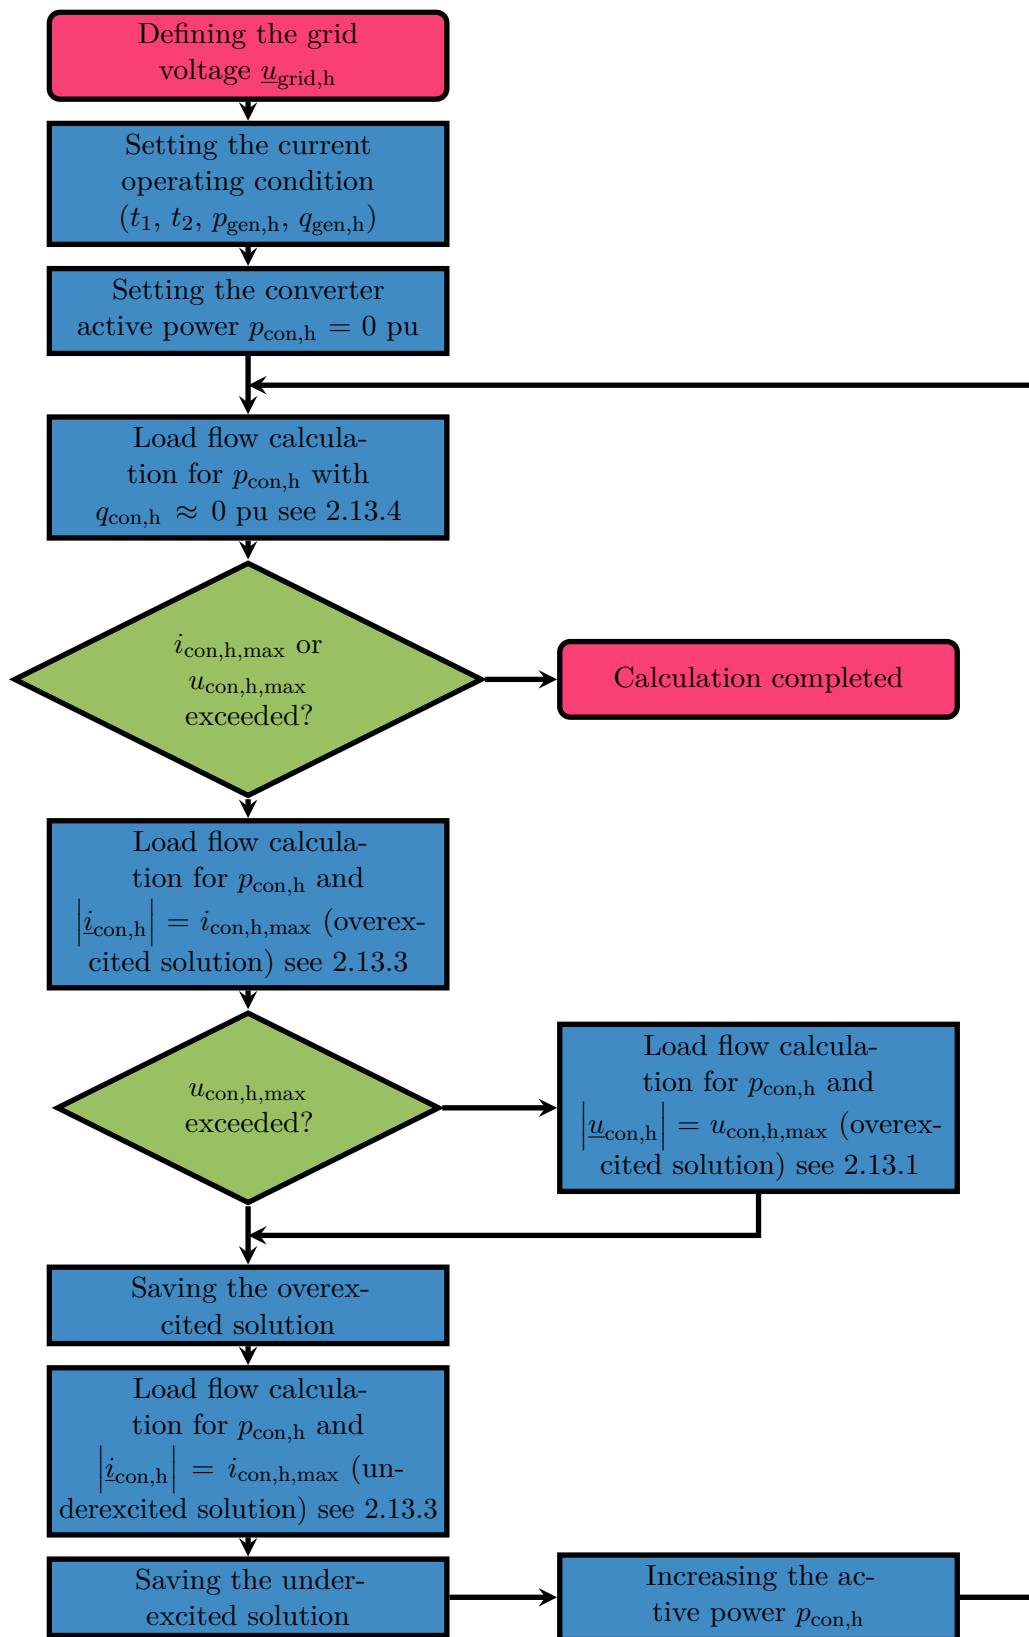 Defining the grid
voltage u̲_grid,h
Setting the current
operating condition
(t₁, t₂, p_gen,h, q_gen,h)
Setting the converter
active power p_con,h = 0 pu
Load flow calcula-
tion for p_con,h with
q_con,h ≈ 0 pu see 2.13.4
i_con,h,max or
u_con,h,max
exceeded?
Calculation completed
Load flow calcula-
tion for p_con,h and
|i̲_con,h| = i_con,h,max (overex-
cited solution) see 2.13.3
u_con,h,max
exceeded?
Load flow calcula-
tion for p_con,h and
|u̲_con,h| = u_con,h,max (overex-
cited solution) see 2.13.1
Saving the overex-
cited solution
Load flow calcula-
tion for p_con,h and
|i̲_con,h| = i_con,h,max (un-
derexcited solution) see 2.13.3
Saving the under-
excited solution
Increasing the ac-
tive power p_con,h